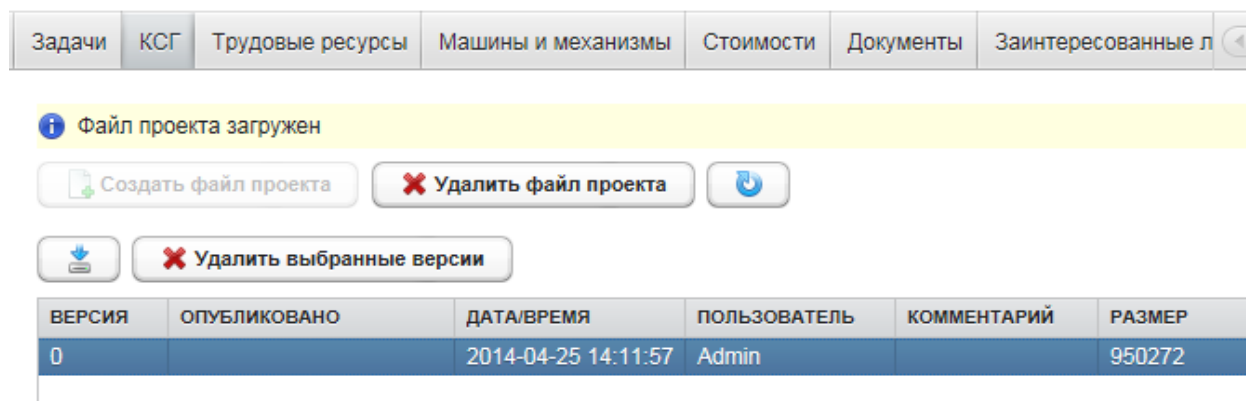 Задачи КСГ Трудовые ресурсы Машины и механизмы Стоимости Документы Заинтересованные л
Файл проекта загружен
Создать файл проекта Удалить файл проекта
Удалить выбранные версии
ВЕРСИЯ ОПУБЛИКОВАНО ДАТА/ВРЕМЯ ПОЛЬЗОВАТЕЛЬ КОММЕНТАРИЙ РАЗМЕР
0 2014-04-25 14:11:57 Admin 950272